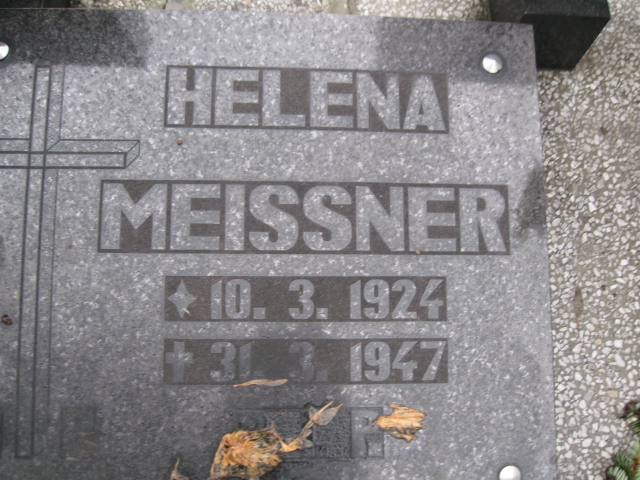 HELENA
MEISSNER
* 10. 3. 1924
✝ 31. 3. 1947